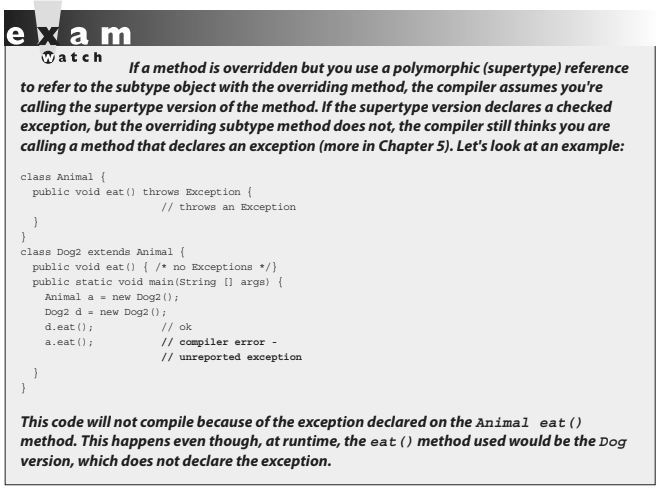 exam
watch
If a method is overridden but you use a polymorphic (supertype) reference
to refer to the subtype object with the overriding method, the compiler assumes you're
calling the supertype version of the method. If the supertype version declares a checked
exception, but the overriding subtype method does not, the compiler still thinks you are
calling a method that declares an exception (more in Chapter 5). Let's look at an example:
class Animal {
  public void eat() throws Exception {
                    // throws an Exception
  }
}
class Dog2 extends Animal {
  public void eat() { /* no Exceptions */}
  public static void main(String [] args) {
    Animal a = new Dog2();
    Dog2 d = new Dog2();
    d.eat();        // ok
    a.eat();        // compiler error -
                    // unreported exception
  }
}
This code will not compile because of the exception declared on the Animal eat()
method. This happens even though, at runtime, the eat() method used would be the Dog
version, which does not declare the exception.